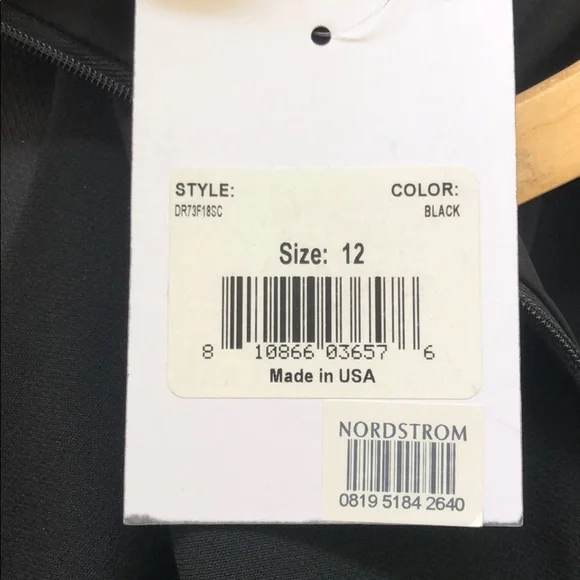 STYLE: COLOR:
DR73F18SC BLACK
Size: 12
8 10866 03657 6
Made in USA
NORDSTROM
0819 5184 2640